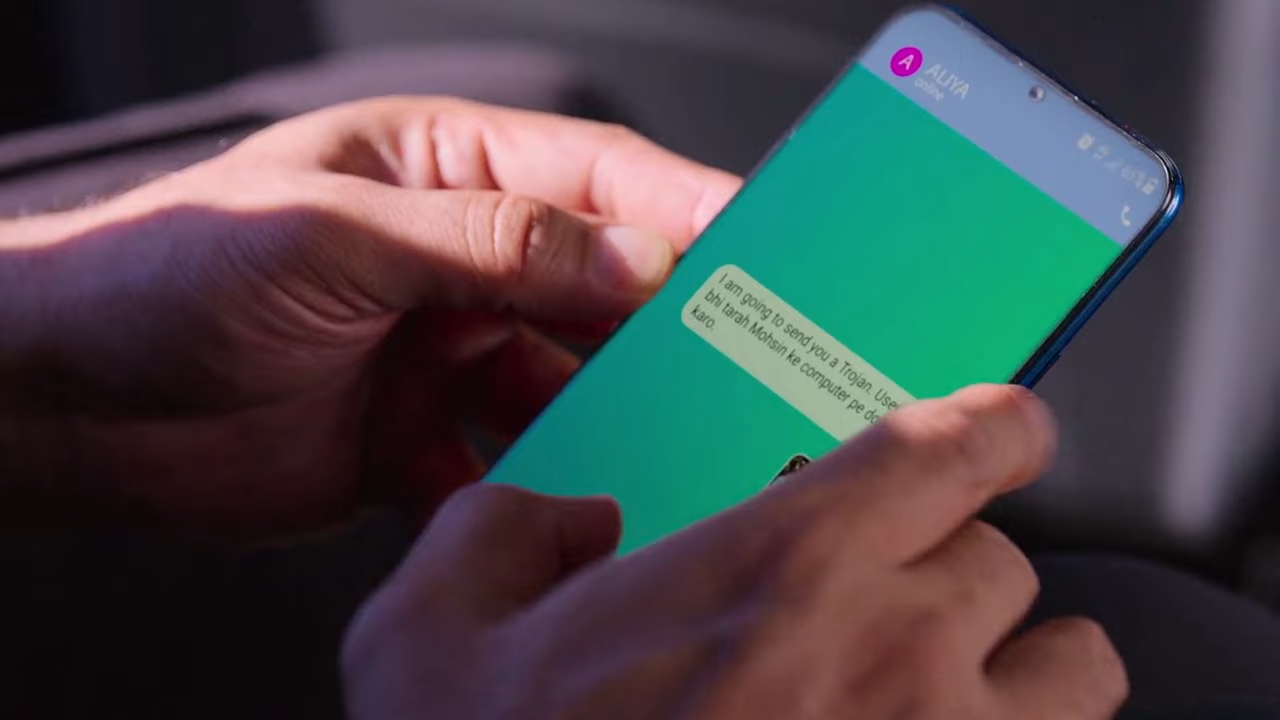 A
ALIYA
online
I am going to send you a Trojan. Use
bhi tarah Mohsin ke computer pe do
karo.